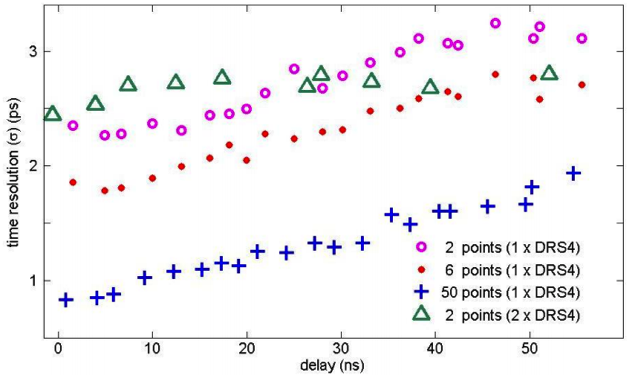 3
2
1
time resolution (σ) (ps)
2 points (1 x DRS4)
6 points (1 x DRS4)
50 points (1 x DRS4)
2 points (2 x DRS4)
0 10 20 30 40 50 60
delay (ns)